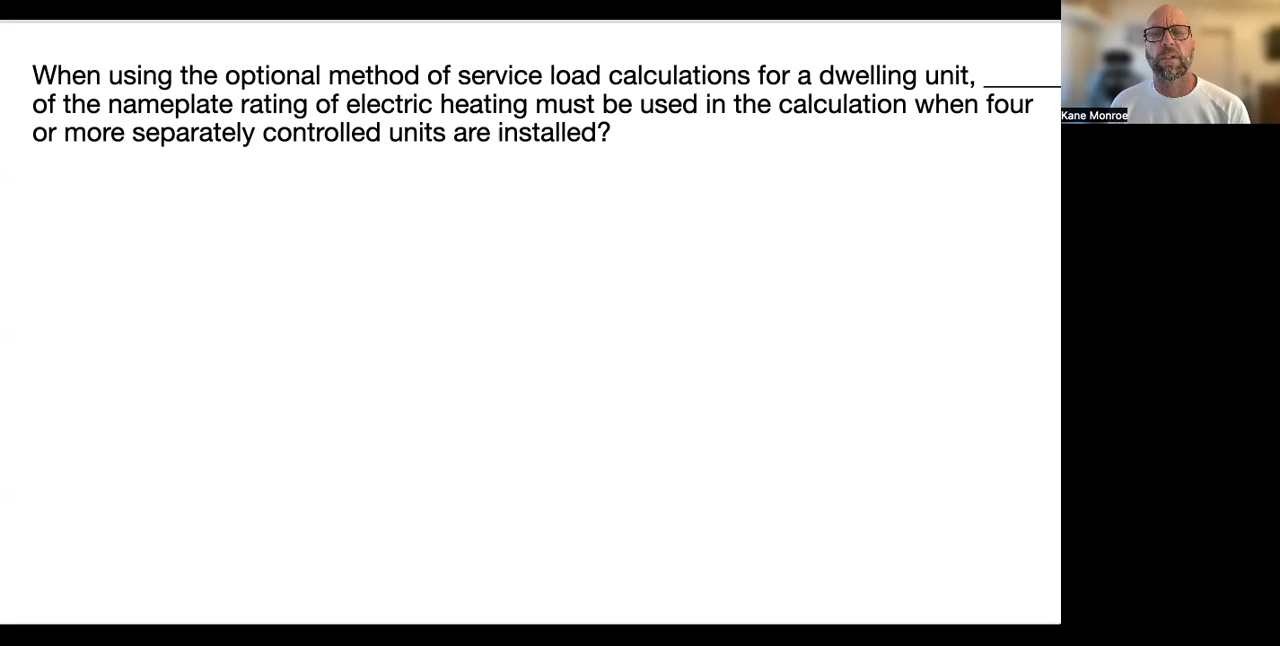 When using the optional method of service load calculations for a dwelling unit, ______
of the nameplate rating of electric heating must be used in the calculation when four
or more separately controlled units are installed?
Kane Monroe